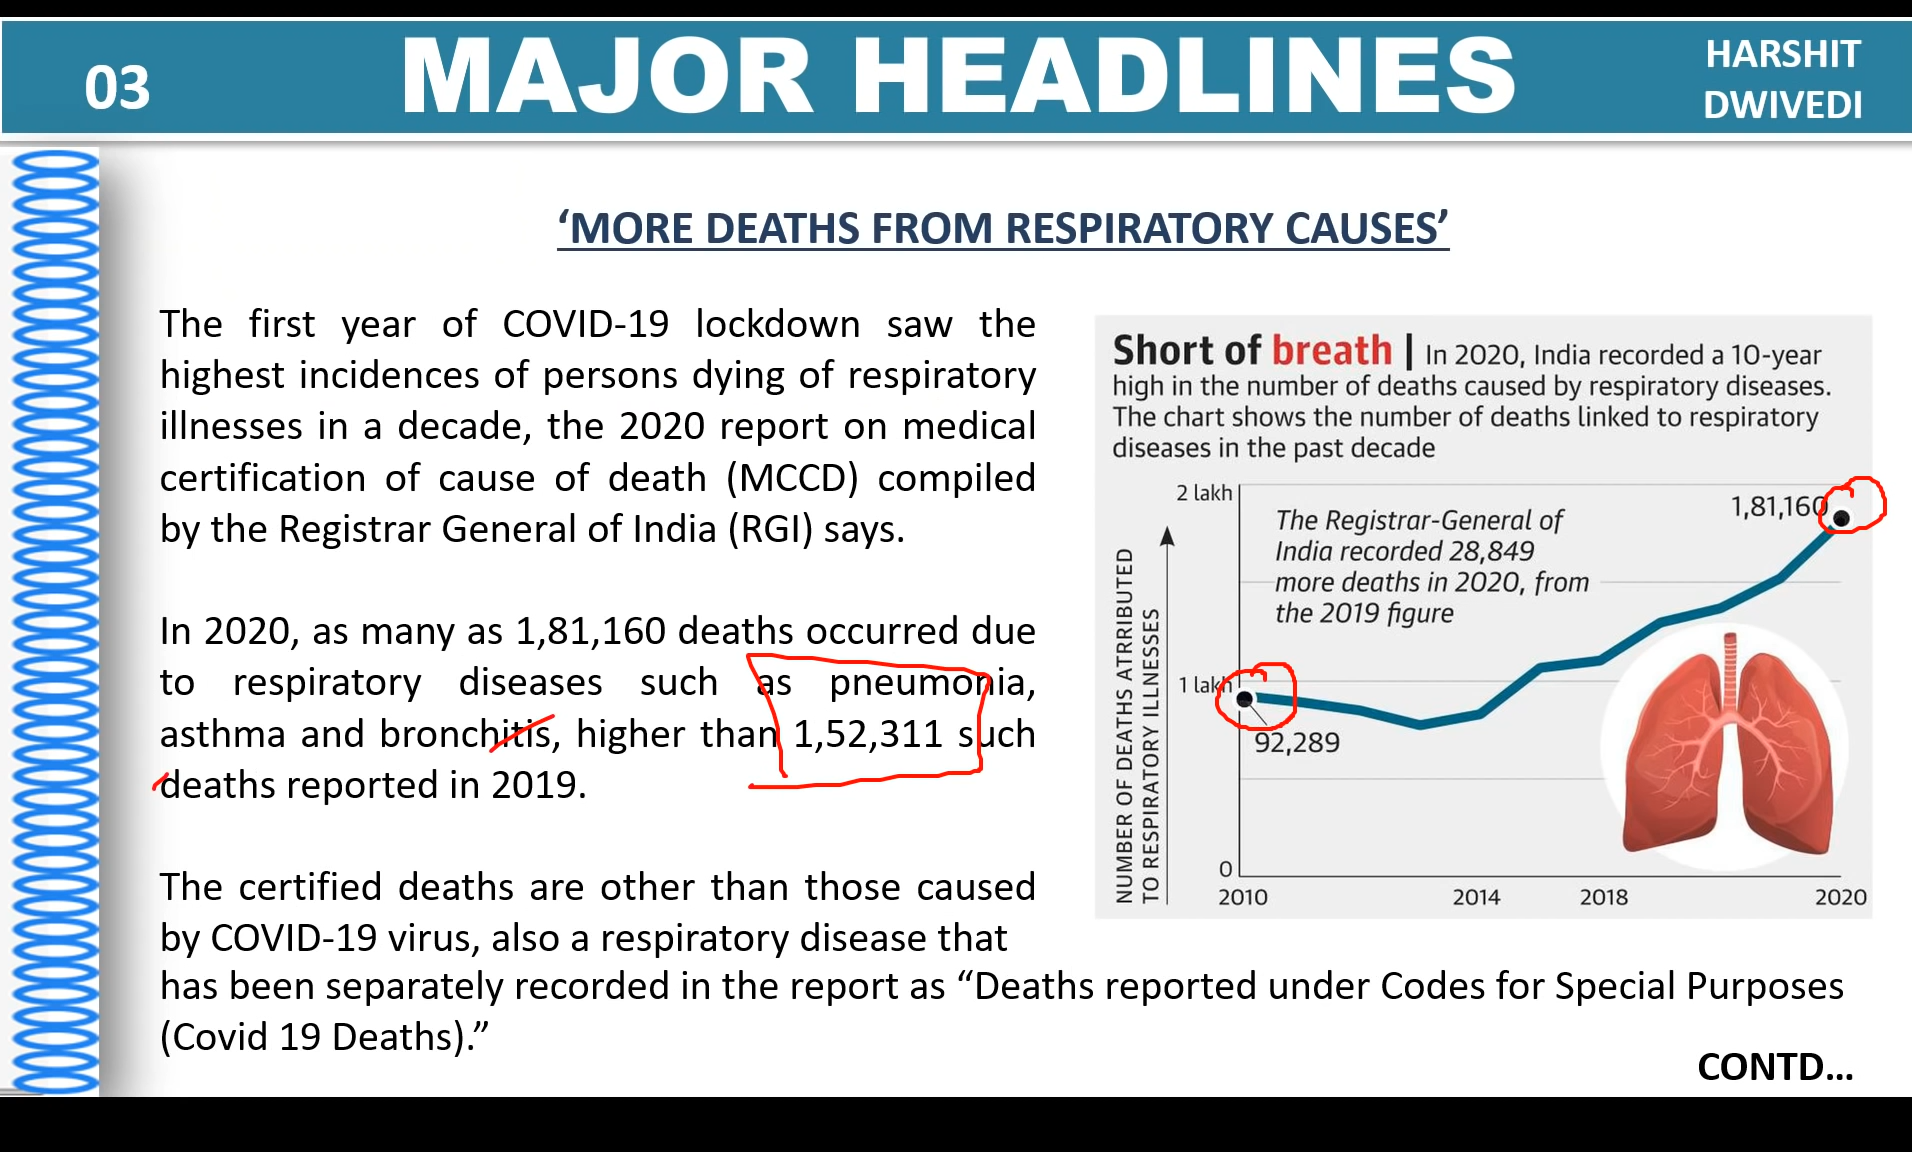 03
MAJOR HEADLINES
HARSHIT
DWIVEDI
‘MORE DEATHS FROM RESPIRATORY CAUSES’
The first year of COVID-19 lockdown saw the
highest incidences of persons dying of respiratory
illnesses in a decade, the 2020 report on medical
certification of cause of death (MCCD) compiled
by the Registrar General of India (RGI) says.
In 2020, as many as 1,81,160 deaths occurred due
to respiratory diseases such as pneumonia,
asthma and bronchitis, higher than 1,52,311 such
deaths reported in 2019.
The certified deaths are other than those caused
by COVID-19 virus, also a respiratory disease that
has been separately recorded in the report as “Deaths reported under Codes for Special Purposes
(Covid 19 Deaths).”
Short of breath | In 2020, India recorded a 10-year
high in the number of deaths caused by respiratory diseases.
The chart shows the number of deaths linked to respiratory
diseases in the past decade
2 lakh
1,81,160
The Registrar-General of
India recorded 28,849
more deaths in 2020, from
the 2019 figure
NUMBER OF DEATHS ATRRIBUTED
TO RESPIRATORY ILLNESSES
1 lakh
92,289
0
2010 2014 2018 2020
CONTD...